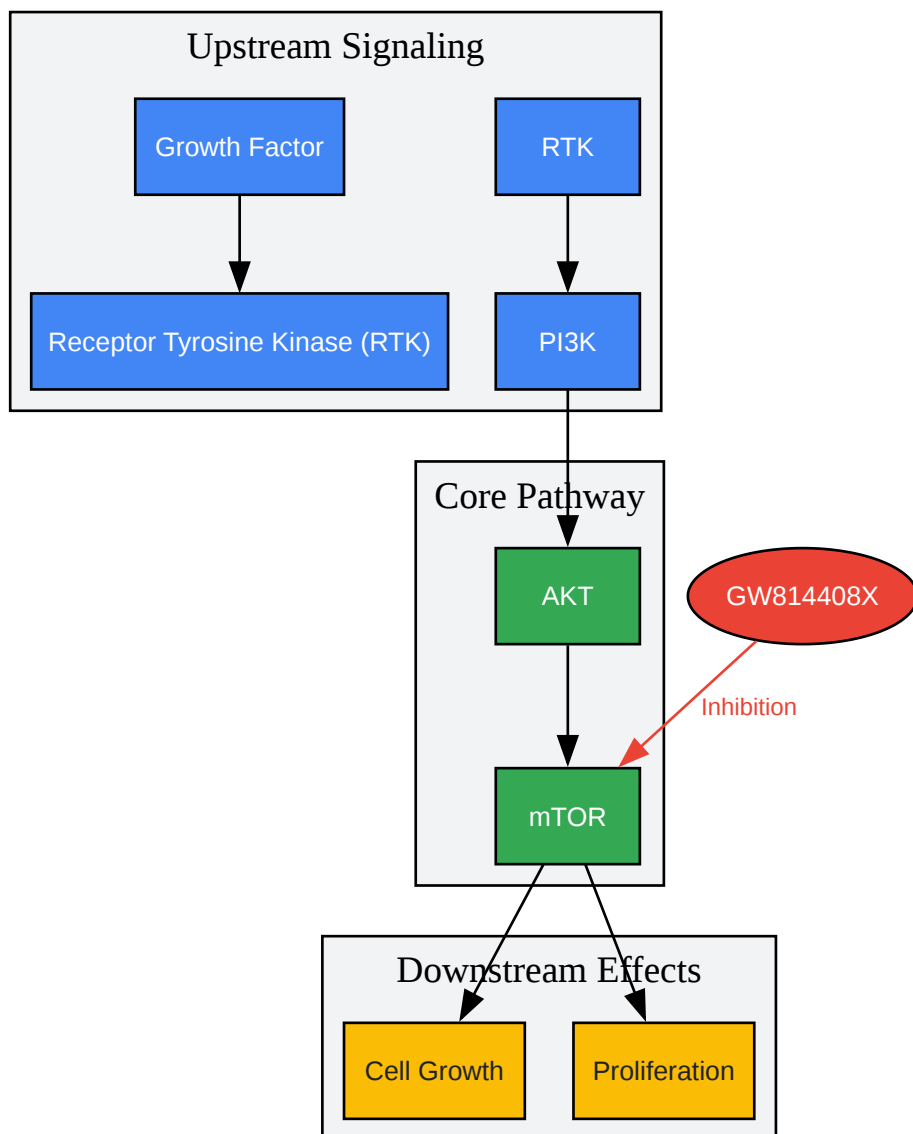 Upstream Signaling
Growth Factor
RTK
Receptor Tyrosine Kinase (RTK)
PI3K
Core Pathway
AKT
GW814408X
Inhibition
mTOR
Downstream Effects
Cell Growth
Proliferation